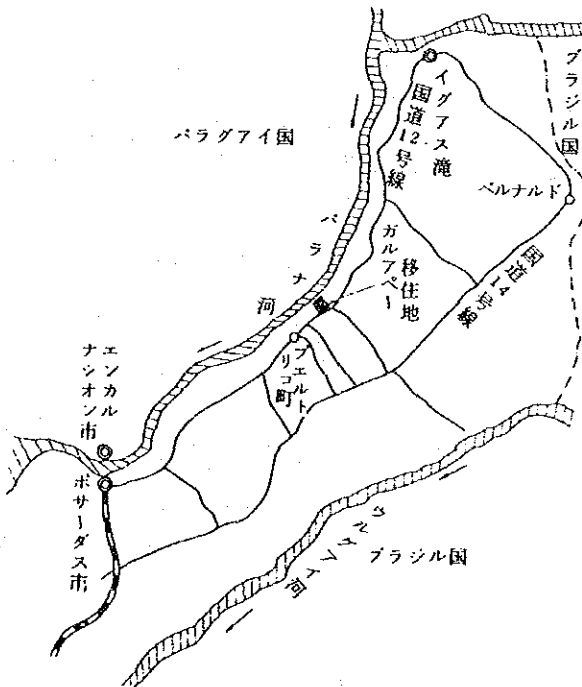 ブラジル国
イグアス滝
国道12号線
パラグアイ国
ベルナルド
パラナ河
ガルアペー
移住地
国道14号線
プエルト
リコ町
エンカル
ナシオン市
ポサーダス市
ウルグアイ河
ブラジル国